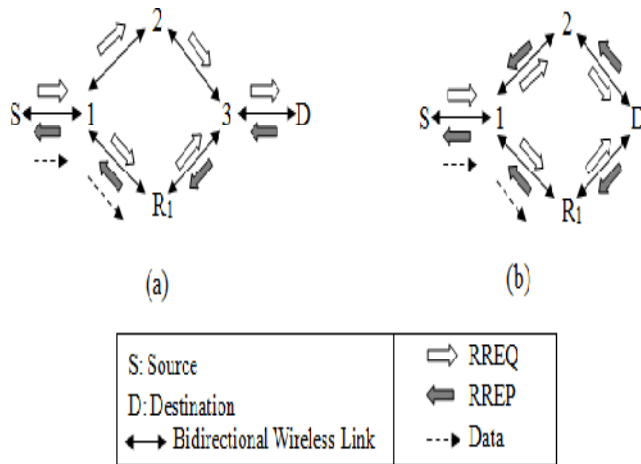 2
S 1 3 D
R1
(a)
2
S 1 D
R1
(b)
S: Source
D: Destination
Bidirectional Wireless Link
RREQ
RREP
Data